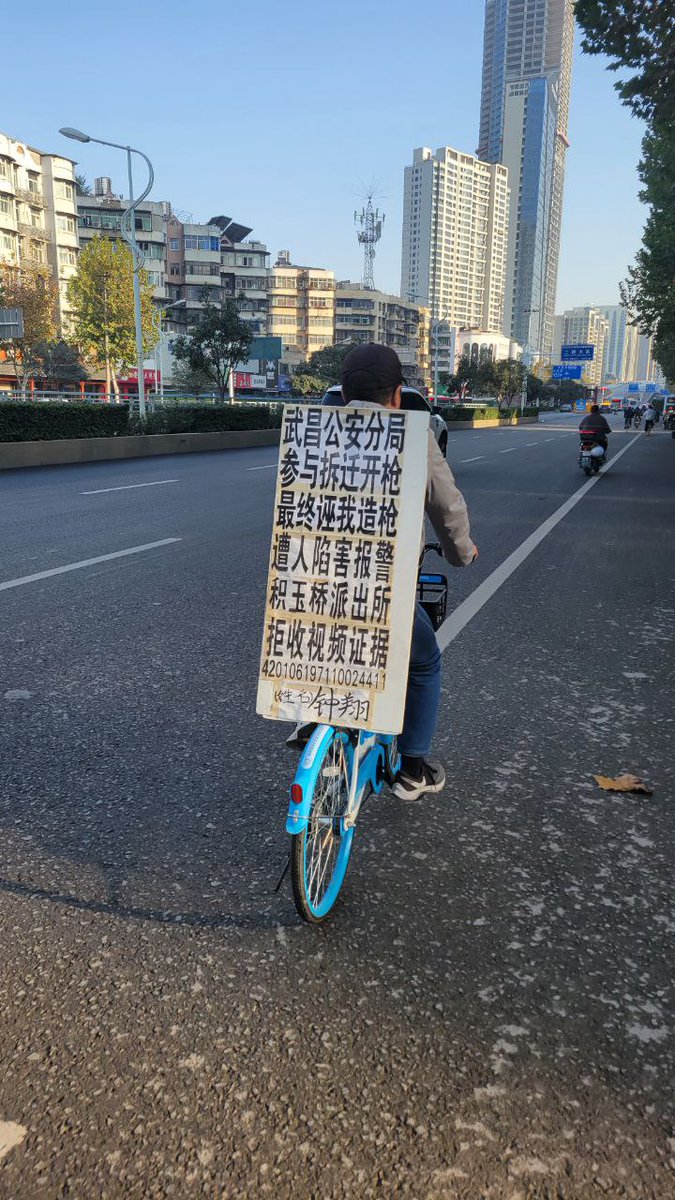 武昌公安分局
参与拆迁开枪
最终诬我造枪
遭人陷害报警
积玉桥派出所
拒收视频证据
420106197110024411
(姓名)钟翔